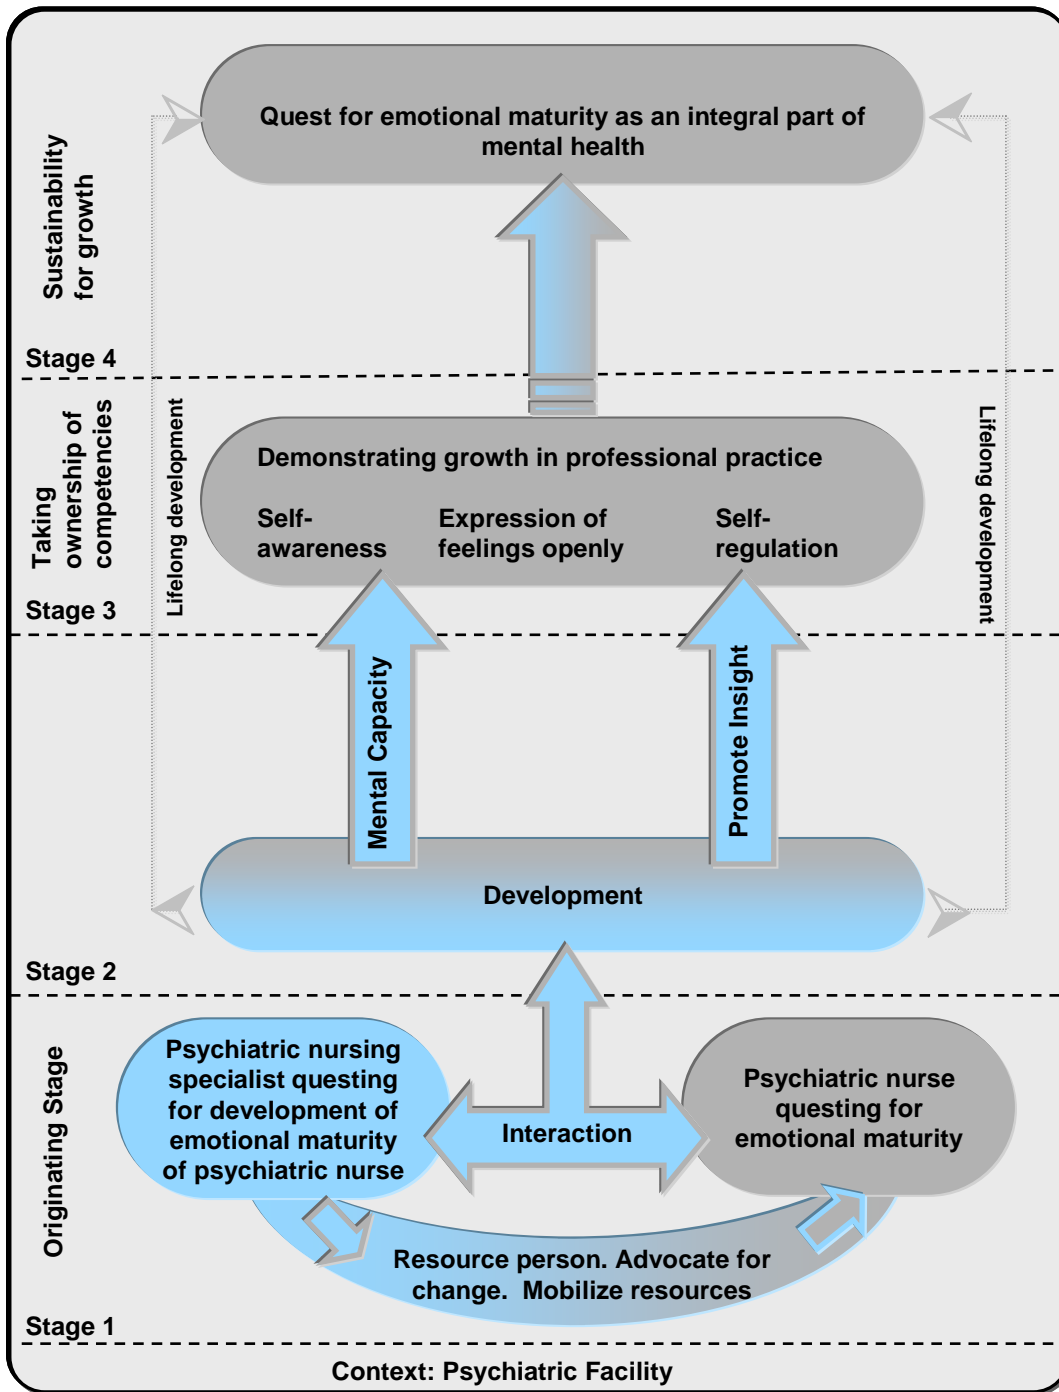 Quest for emotional maturity as an integral part of
mental health
Sustainability
for growth
Stage 4
Taking
ownership of
competencies
Stage 3
Lifelong development
Lifelong development
Demonstrating growth in professional practice
Self-
awareness
Expression of
feelings openly
Self-
regulation
Mental Capacity
Promote Insight
Development
Stage 2
Originating Stage
Psychiatric nursing
specialist questing
for development of
emotional maturity
of psychiatric nurse
Interaction
Psychiatric nurse
questing for
emotional maturity
Resource person. Advocate for
change.  Mobilize resources
Stage 1
Context: Psychiatric Facility